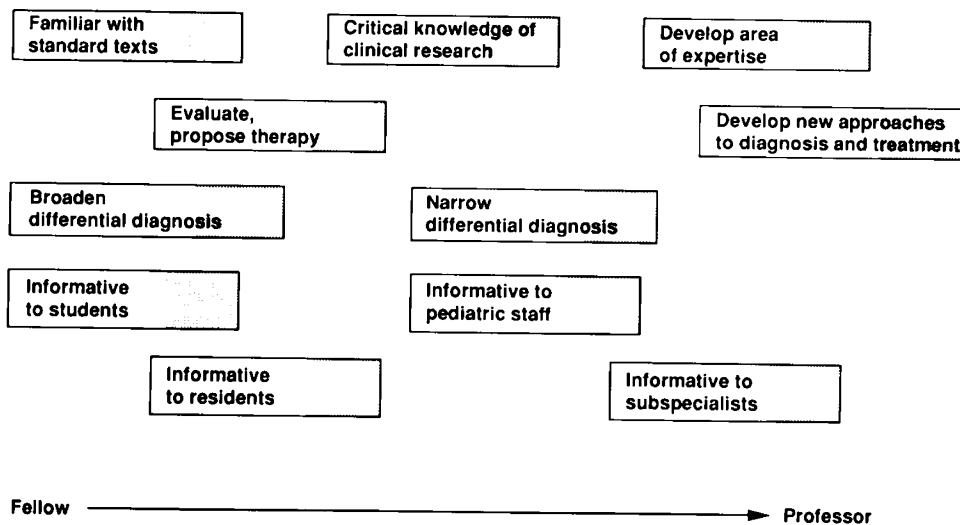 Familiar with
standard texts
Critical knowledge of
clinical research
Develop area
of expertise
Evaluate,
propose therapy
Develop new approaches
to diagnosis and treatment
Broaden
differential diagnosis
Narrow
differential diagnosis
Informative
to students
Informative to
pediatric staff
Informative
to residents
Informative to
subspecialists
Fellow
Professor